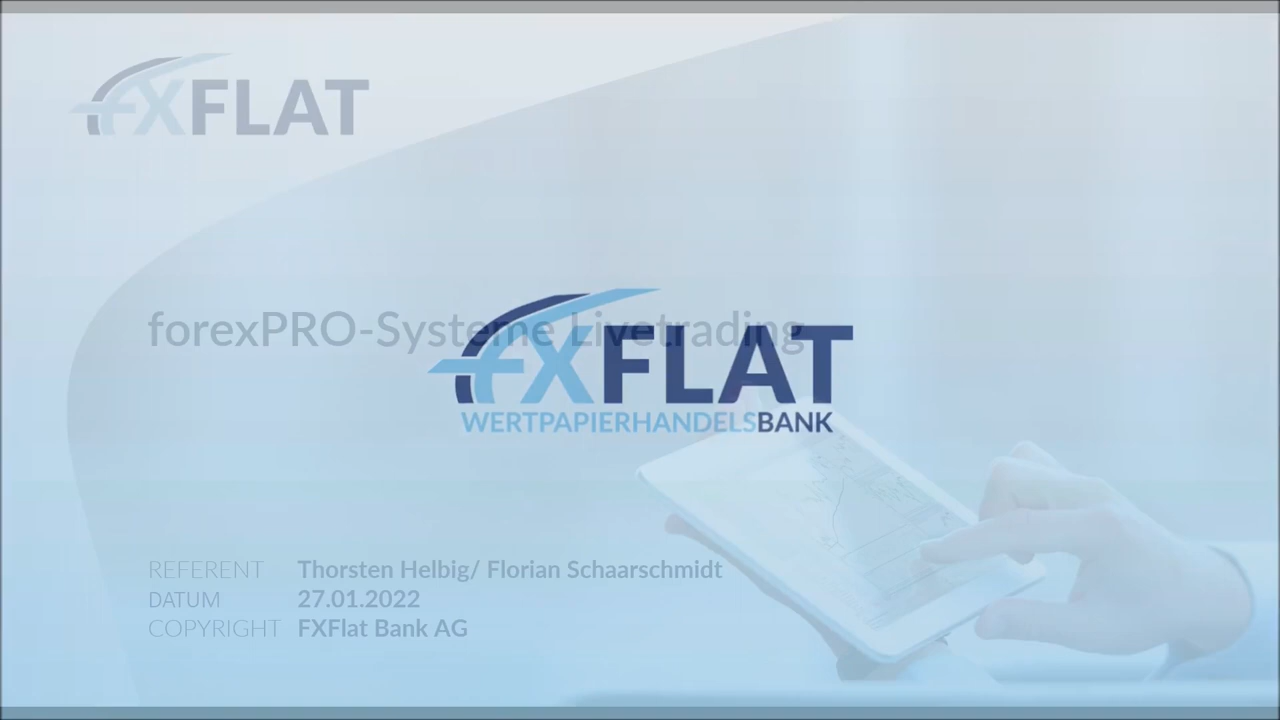 fXFLAT
forexPRO-Systeme Livetrading
fXFLAT
WERTPAPIERHANDELSBANK
REFERENT Thorsten Helbig/ Florian Schaarschmidt
DATUM 27.01.2022
COPYRIGHT FXFlat Bank AG